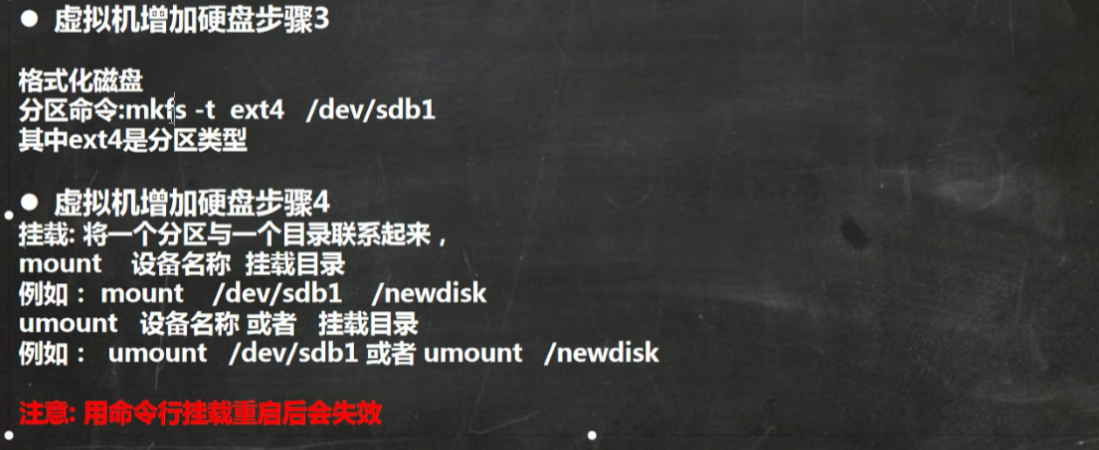 ● 虚拟机增加硬盘步骤3
格式化磁盘
分区命令:mkfs -t ext4 /dev/sdb1
其中ext4是分区类型
● 虚拟机增加硬盘步骤4
挂载: 将一个分区与一个目录联系起来，
mount 设备名称 挂载目录
例如： mount /dev/sdb1 /newdisk
umount 设备名称 或者 挂载目录
例如： umount /dev/sdb1 或者 umount /newdisk
注意: 用命令行挂载重启后会失效